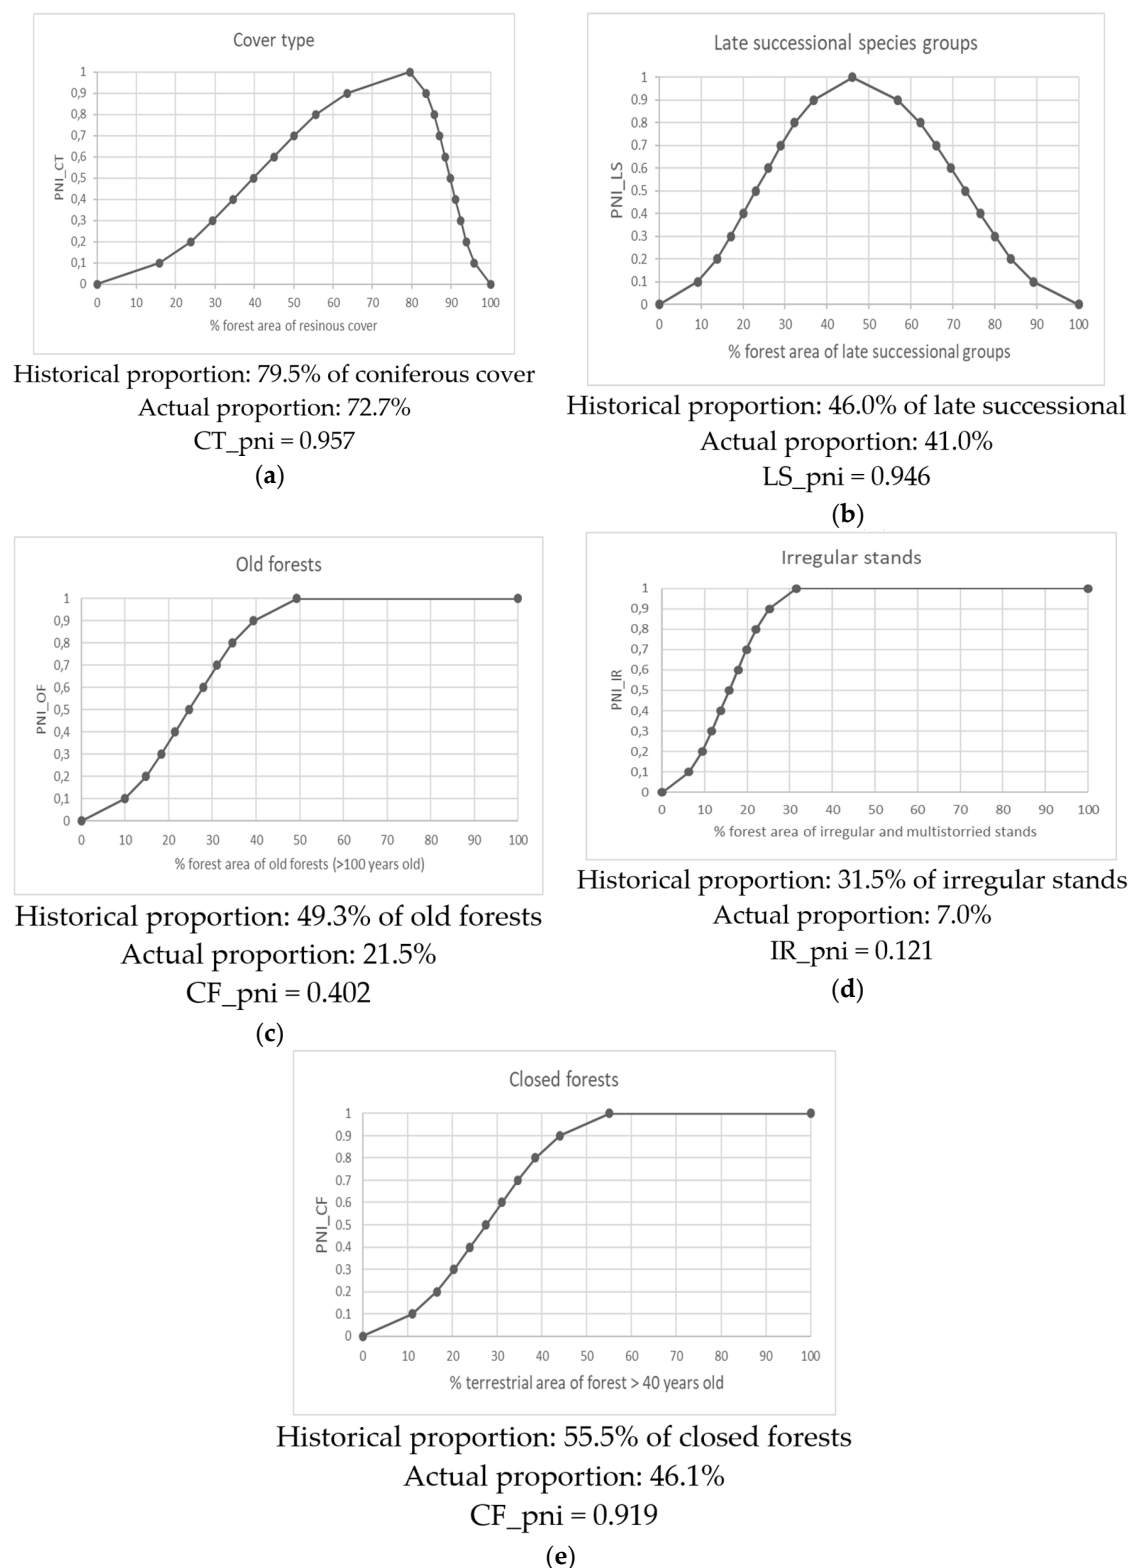 Cover type
1
0,9
0,8
0,7
0,6
0,5
0,4
0,3
0,2
0,1
0
PNI_CT
0 10 20 30 40 50 60 70 80 90 100
% forest area of resinous cover
Historical proportion: 79.5% of coniferous cover
Actual proportion: 72.7%
CT_pni = 0.957
(a)
Late successional species groups
1
0.9
0.8
0.7
0.6
0.5
0.4
0.3
0.2
0.1
0
PNI_LS
0 10 20 30 40 50 60 70 80 90 100
% forest area of late successional groups
Historical proportion: 46.0% of late successional
Actual proportion: 41.0%
LS_pni = 0.946
(b)
Old forests
1
0,9
0,8
0,7
0,6
0,5
0,4
0,3
0,2
0,1
0
PNI_OF
0 10 20 30 40 50 60 70 80 90 100
% forest area of old forests (>100 years old)
Historical proportion: 49.3% of old forests
Actual proportion: 21.5%
CF_pni = 0.402
(c)
Irregular stands
1
0,9
0,8
0,7
0,6
0,5
0,4
0,3
0,2
0,1
0
PNI_IR
0 10 20 30 40 50 60 70 80 90 100
% forest area of irregular and multistorried stands
Historical proportion: 31.5% of irregular stands
Actual proportion: 7.0%
IR_pni = 0.121
(d)
Closed forests
1
0.9
0.8
0.7
0.6
0.5
0.4
0.3
0.2
0.1
0
PNI_CF
0 10 20 30 40 50 60 70 80 90 100
% terrestrial area of forest > 40 years old
Historical proportion: 55.5% of closed forests
Actual proportion: 46.1%
CF_pni = 0.919
(e)